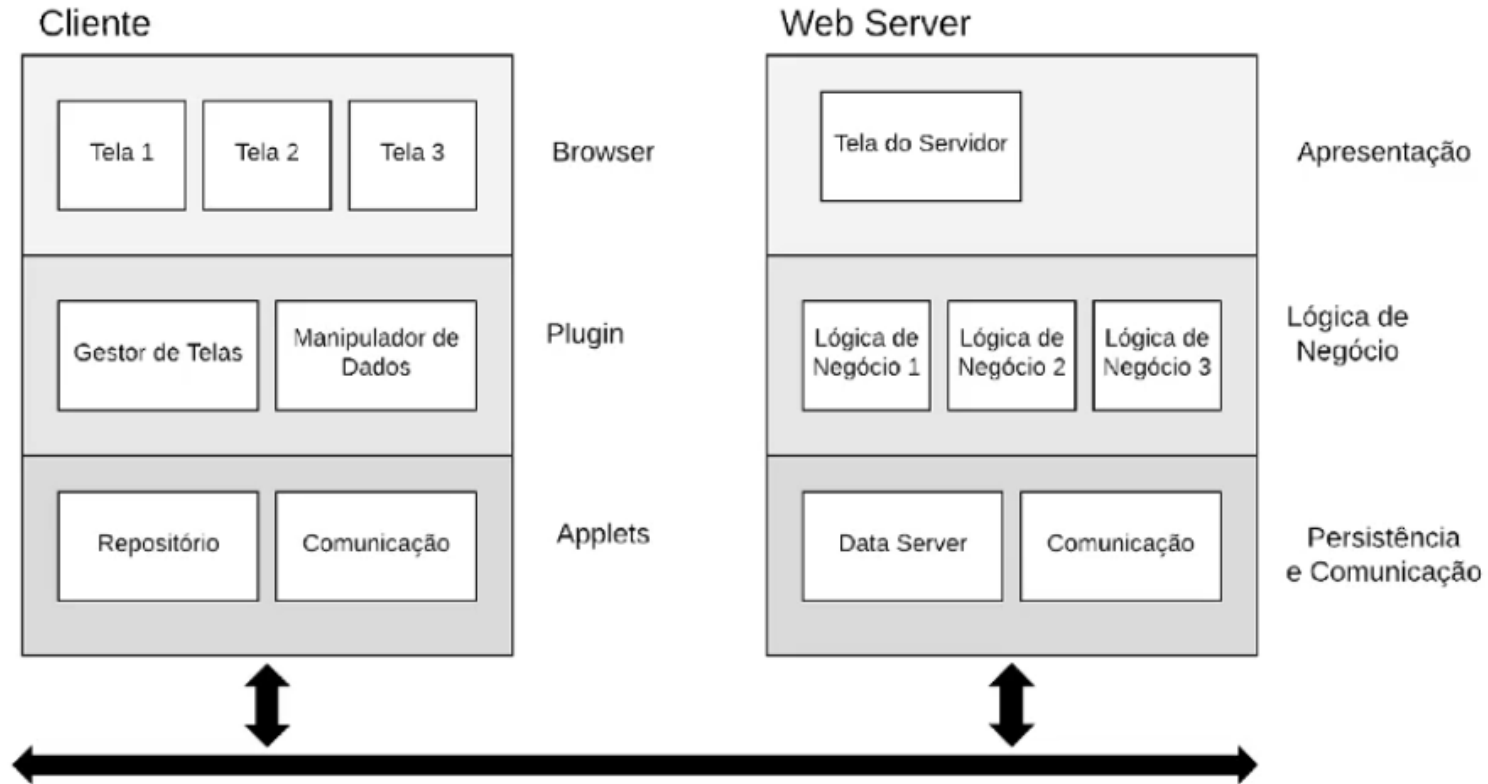 Cliente
Tela 1
Tela 2
Tela 3
Browser
Gestor de Telas
Manipulador de
Dados
Plugin
Repositório
Comunicação
Applets
Web Server
Tela do Servidor
Apresentação
Lógica de
Negócio 1
Lógica de
Negócio 2
Lógica de
Negócio 3
Lógica de
Negócio
Data Server
Comunicação
Persistência
e Comunicação